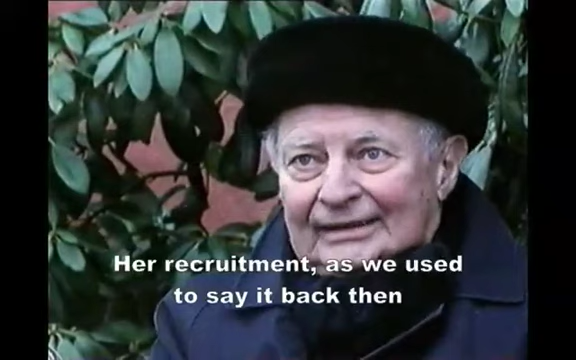 Her recruitment, as we used
to say it back then